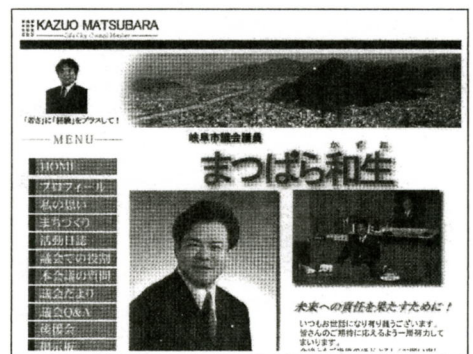 KAZUO MATSUBARA
「若さ」に「経験」をプラスして！
MENU
HOME
プロフィール
私の想い
まちづくり
活動日誌
議会での役割
本会議の質問
議会だより
議会Q&A
後援会
掲示板
岐阜市議会議員
かずお
まつばら和生
未来への責任を果たすために！
いつもお世話になり有り難うございます。
皆さんのご期待に応えるよう一層努力して
まいります。